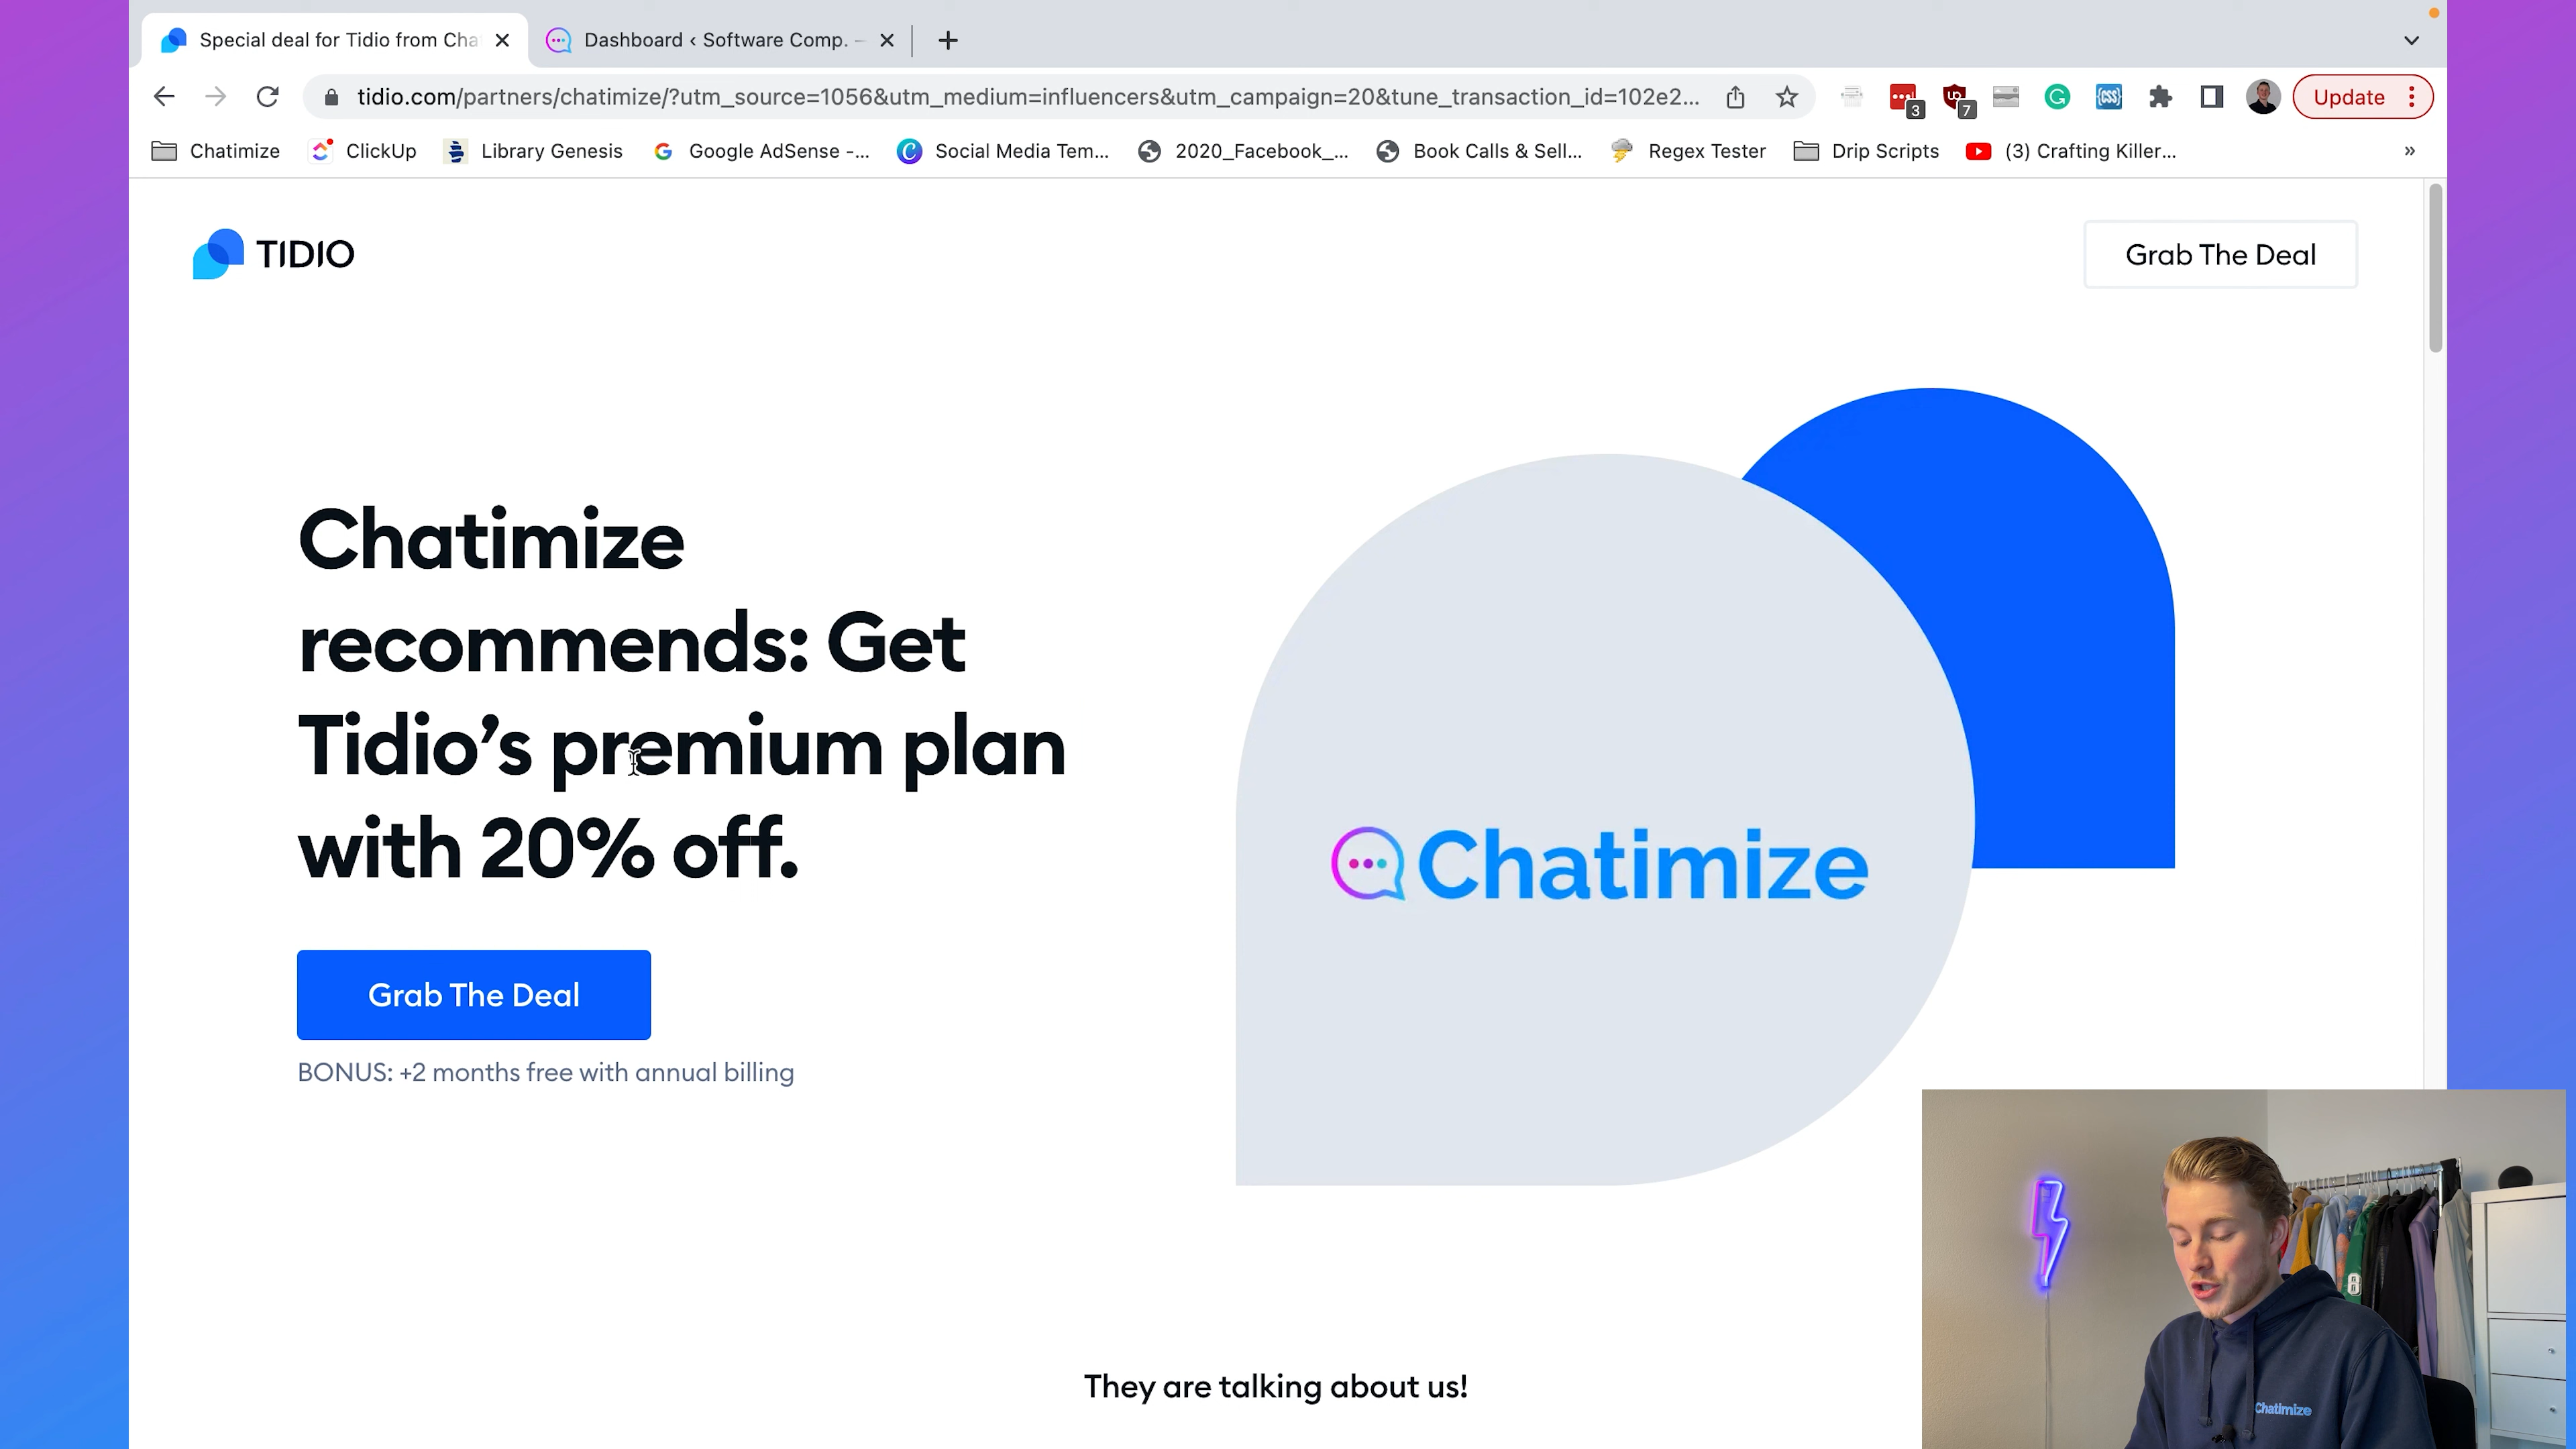 Special deal for Tidio from Cha
Dashboard ‹ Software Comp. –
tidio.com/partners/chatimize/?utm_source=1056&utm_medium=influencers&utm_campaign=20&tune_transaction_id=102e2...
3
7
Update
Chatimize
ClickUp
Library Genesis
Google AdSense -...
Social Media Tem...
2020_Facebook_...
Book Calls & Sell...
Regex Tester
Drip Scripts
(3) Crafting Killer...
»
TIDIO
Grab The Deal
Chatimize
recommends: Get
Tidio’s premium plan
with 20% off.
Chatimize
Grab The Deal
BONUS: +2 months free with annual billing
They are talking about us!
Chatimize